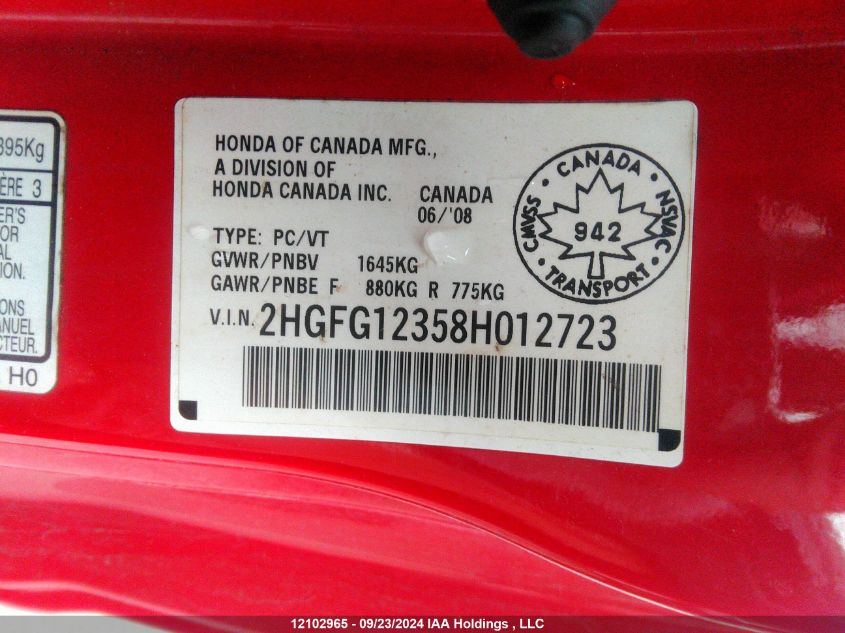 395Kg
ÈRE 3
ER'S
OR
AL
ION.
ONS
ANUEL
CTEUR.
HO
HONDA OF CANADA MFG.,
A DIVISION OF
HONDA CANADA INC. CANADA
06/'08
TYPE: PC/VT
GVWR/PNBV 1645KG
GAWR/PNBE F 880KG R 775KG
V.I.N. 2HGFG12358H012723
CANADA
CMVSS · NSVAC
942
TRANSPORT
12102965 - 09/23/2024 IAA Holdings , LLC